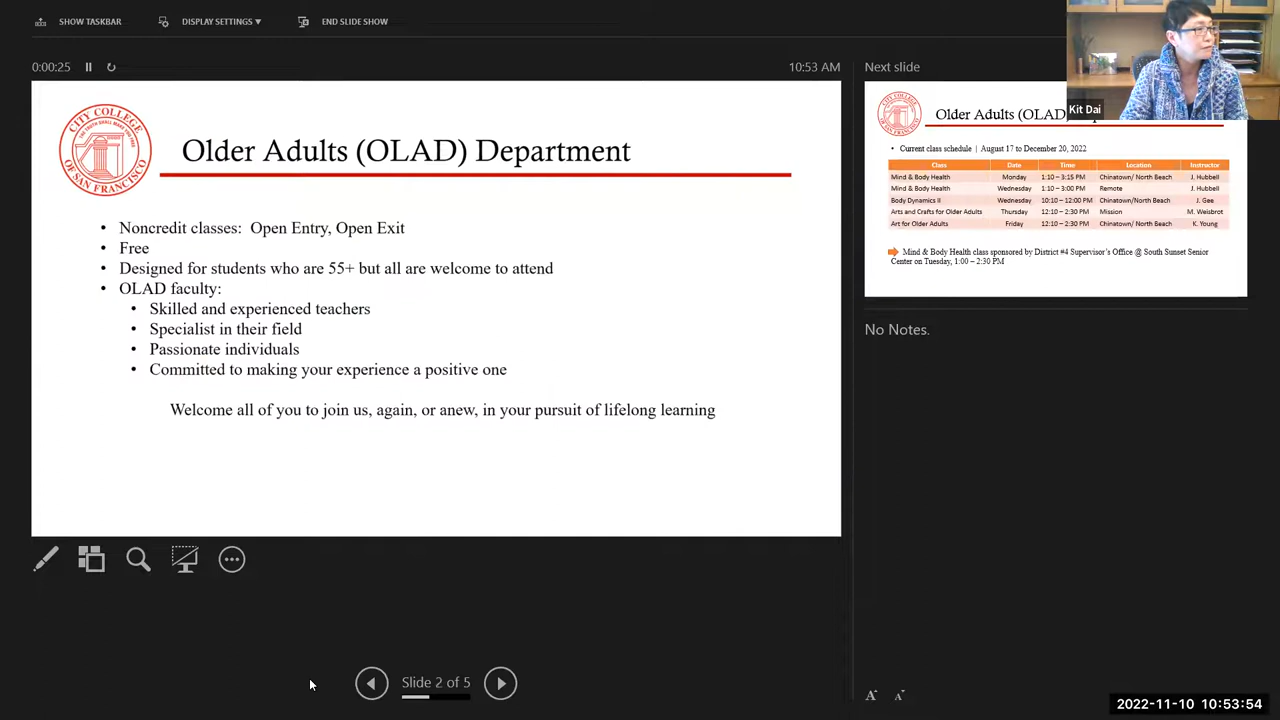 SHOW TASKBAR
DISPLAY SETTINGS ▼
END SLIDE SHOW
0:00:25
10:53 AM
CITY COLLEGE
OF SAN FRANCISCO
Older Adults (OLAD) Department
• Noncredit classes: Open Entry, Open Exit
• Free
• Designed for students who are 55+ but all are welcome to attend
• OLAD faculty:
• Skilled and experienced teachers
• Specialist in their field
• Passionate individuals
• Committed to making your experience a positive one
Welcome all of you to join us, again, or anew, in your pursuit of lifelong learning
Slide 2 of 5
Next slide
Kit Dai
Older Adults (OLAD)
• Current class schedule | August 17 to December 20, 2022
Class Date Time Location Instructor
Mind & Body Health Monday 1:10 – 3:15 PM Chinatown/ North Beach J. Hubbell
Mind & Body Health Wednesday 1:10 – 3:00 PM Remote J. Hubbell
Body Dynamics II Wednesday 10:10 – 12:00 PM Chinatown/North Beach J. Gee
Arts and Crafts for Older Adults Thursday 12:10 – 2:30 PM Mission M. Weisbrot
Art for Older Adults Friday 12:10 – 2:30 PM Chinatown/ North Beach K. Young
Mind & Body Health class sponsored by District #4 Supervisor's Office @ South Sunset Senior
Center on Tuesday, 1:00 – 2:30 PM
No Notes.
A A
2022-11-10 10:53:54